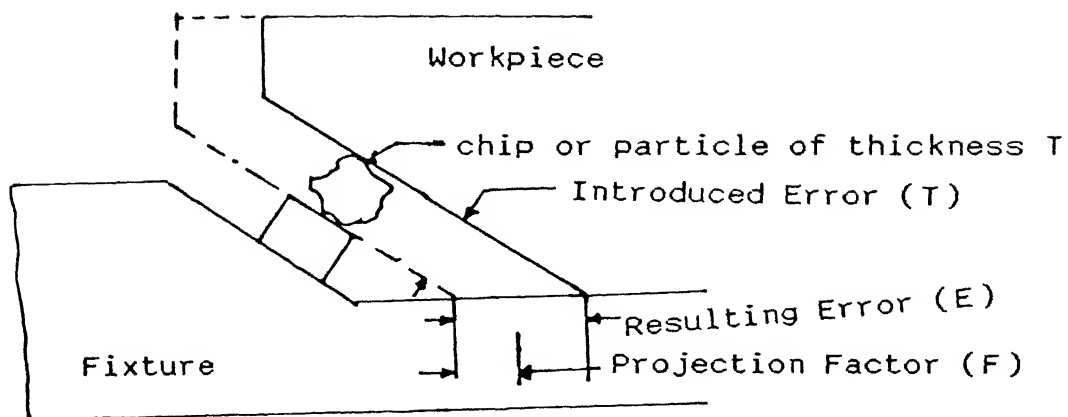 Workpiece
chip or particle of thickness T
Introduced Error (T)
Resulting Error (E)
Fixture
Projection Factor (F)